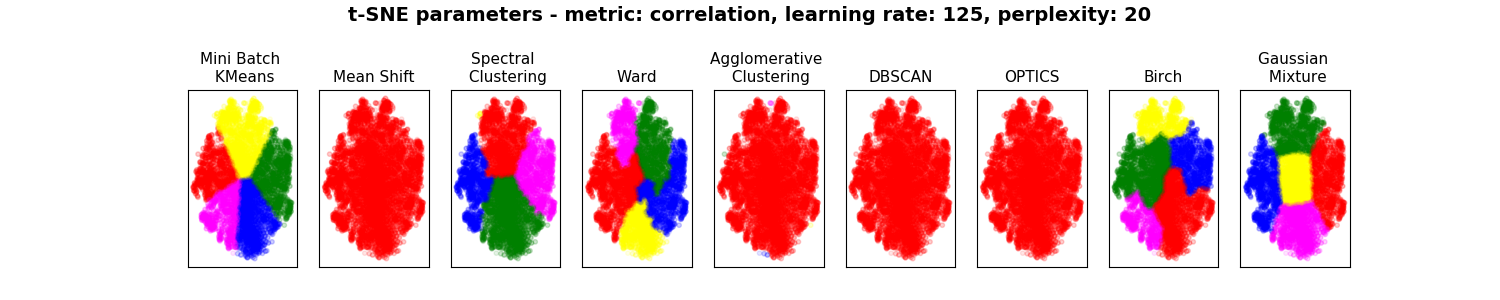 t-SNE parameters - metric: correlation, learning rate: 125, perplexity: 20
Mini Batch
KMeans
Mean Shift
Spectral
Clustering
Ward
Agglomerative
Clustering
DBSCAN
OPTICS
Birch
Gaussian
Mixture